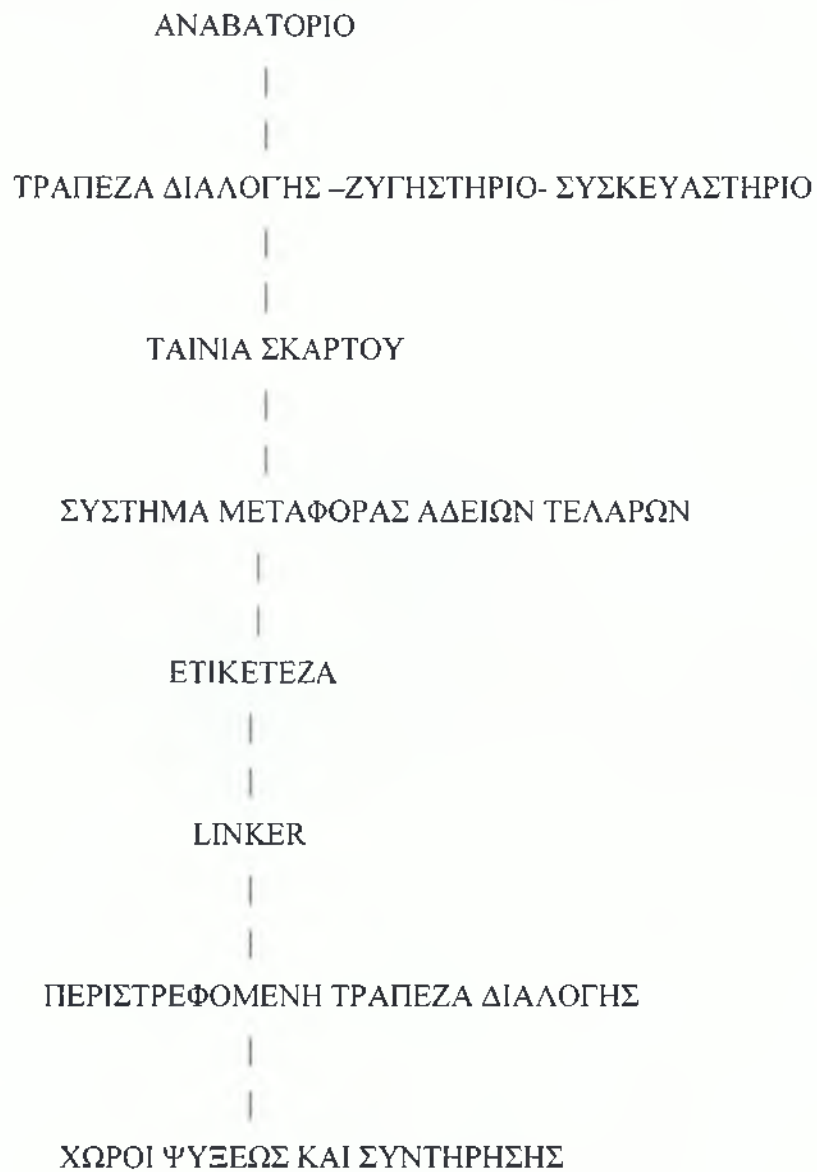 ΑΝΑΒΑΤΟΡΙΟ
|
|
ΤΡΑΠΕΖΑ ΔΙΑΛΟΓΗΣ –ΖΥΓΗΣΤΗΡΙΟ- ΣΥΣΚΕΥΑΣΤΗΡΙΟ
|
|
ΤΑΙΝΙΑ ΣΚΑΡΤΟΥ
|
|
ΣΥΣΤΗΜΑ ΜΕΤΑΦΟΡΑΣ ΑΔΕΙΩΝ ΤΕΛΑΡΩΝ
|
|
ΕΤΙΚΕΤΕΖΑ
|
|
LINKER
|
|
ΠΕΡΙΣΤΡΕΦΟΜΕΝΗ ΤΡΑΠΕΖΑ ΔΙΑΛΟΓΗΣ
|
|
ΧΩΡΟΙ ΨΥΞΕΩΣ ΚΑΙ ΣΥΝΤΗΡΗΣΗΣ